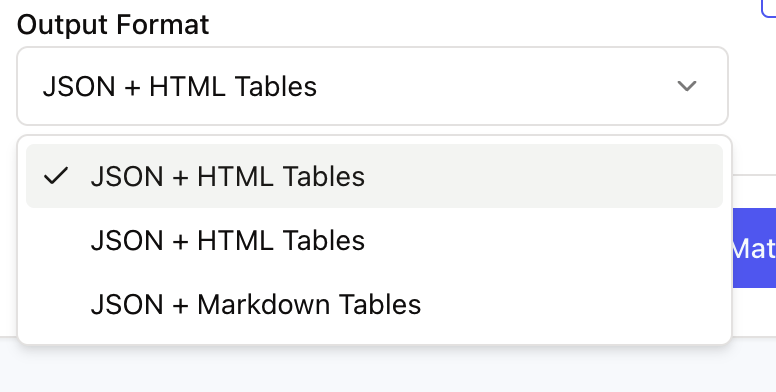 Output Format
JSON + HTML Tables
JSON + HTML Tables
JSON + HTML Tables
Mat
JSON + Markdown Tables